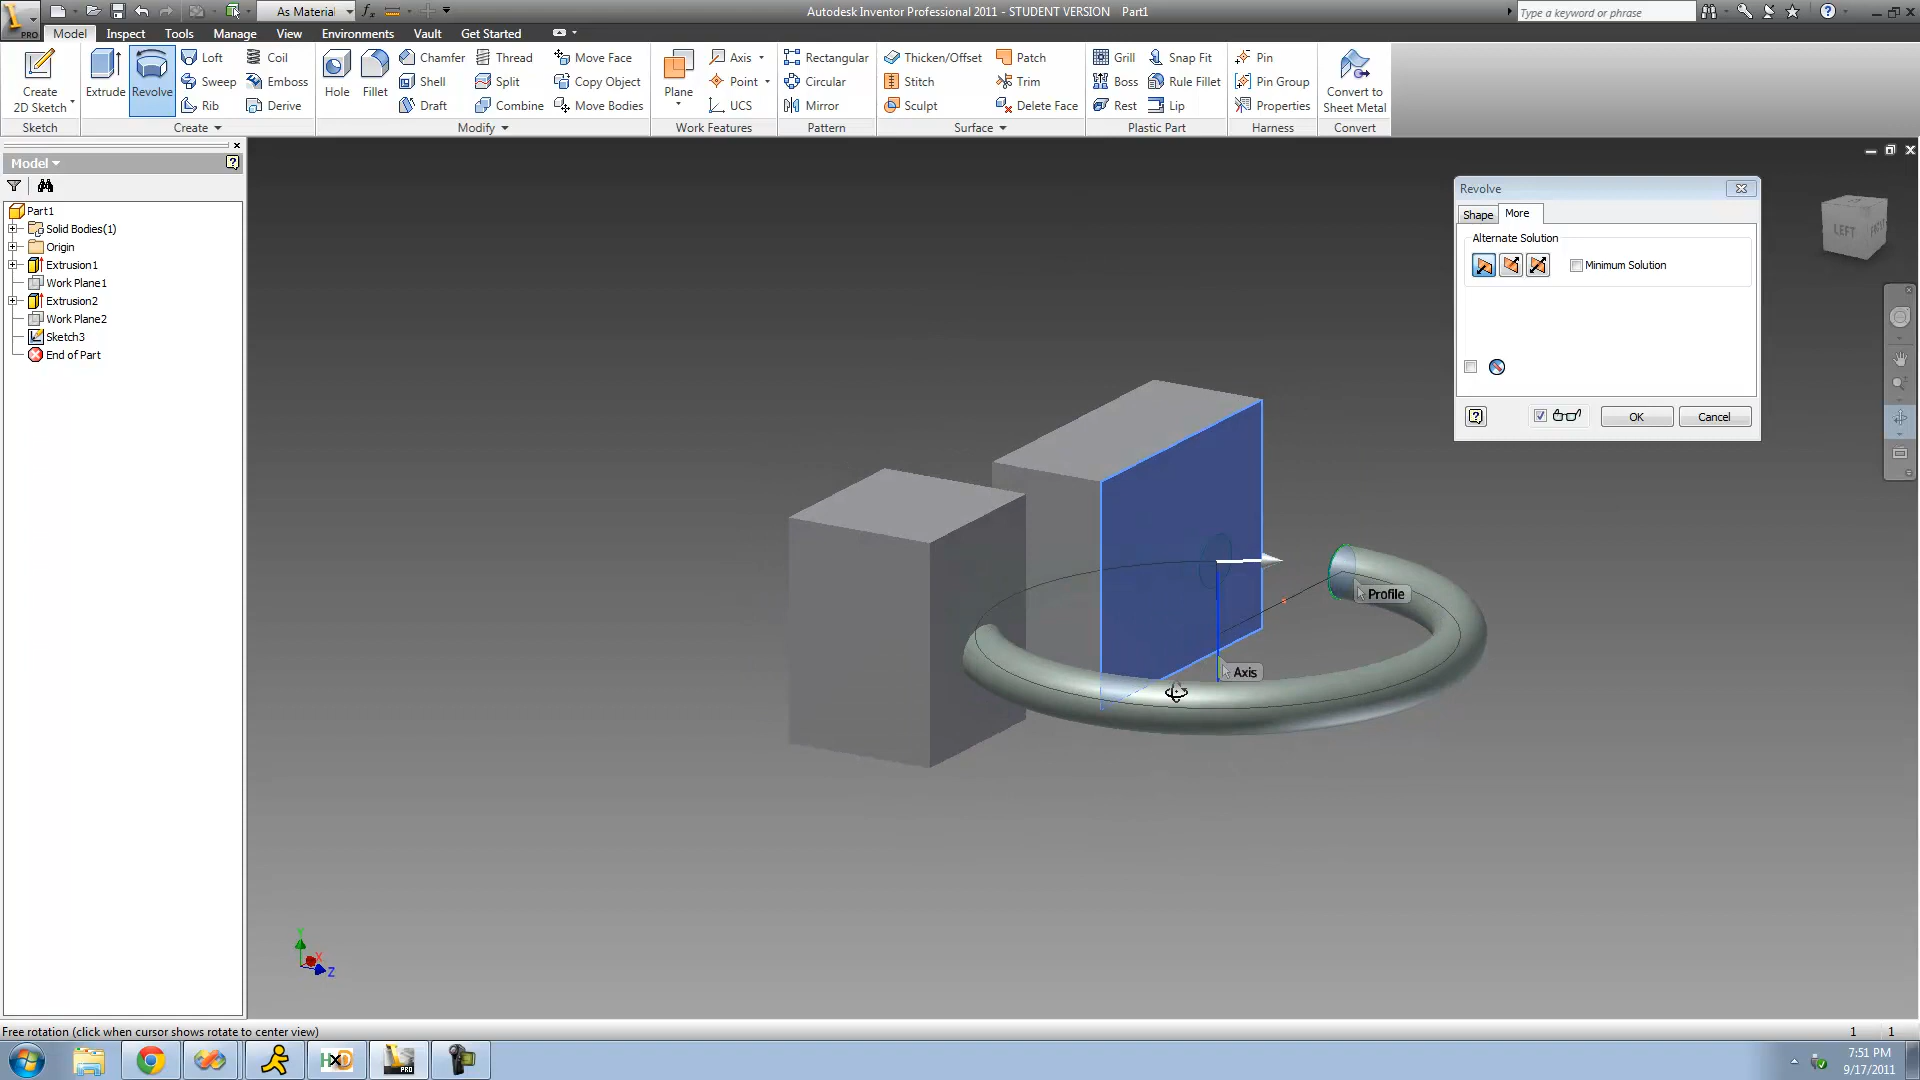 As Material
Autodesk Inventor Professional 2011 - STUDENT VERSION Part1
Type a keyword or phrase
PRO
Model Inspect Tools Manage View Environments Vault Get Started
Create
2D Sketch
Extrude
Revolve
Loft
Sweep
Rib
Coil
Emboss
Derive
Hole
Fillet
Chamfer
Shell
Draft
Thread
Split
Combine
Move Face
Copy Object
Move Bodies
Plane
Axis
Point
UCS
Rectangular
Circular
Mirror
Thicken/Offset
Stitch
Sculpt
Patch
Trim
Delete Face
Grill
Boss
Rest
Snap Fit
Rule Fillet
Lip
Pin
Pin Group
Properties
Convert to
Sheet Metal
Sketch
Create
Modify
Work Features
Pattern
Surface
Plastic Part
Harness
Convert
Model
Part1
Solid Bodies(1)
Origin
Extrusion1
Work Plane1
Extrusion2
Work Plane2
Sketch3
End of Part
Revolve
Shape More
Alternate Solution
Minimum Solution
OK Cancel
LEFT
Profile
Axis
Y
X
Z
Free rotation (click when cursor shows rotate to center view)
1 1
HXD
PRO
7:51 PM
9/17/2011